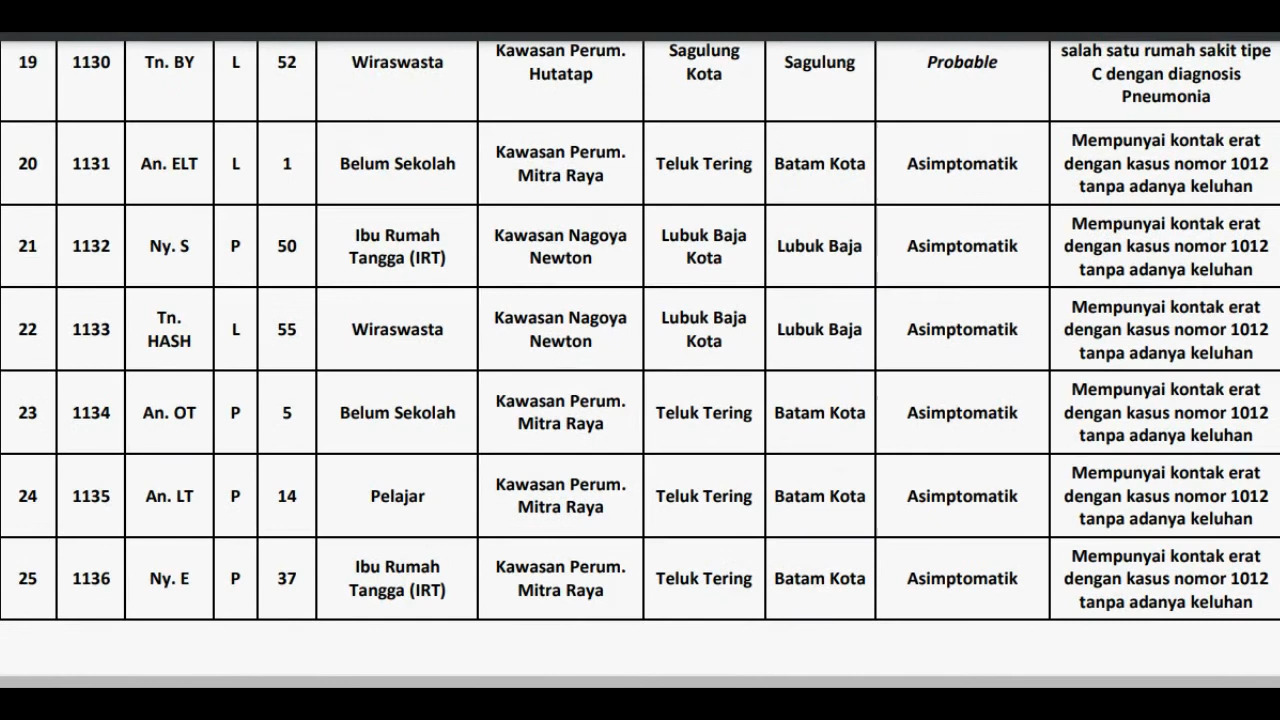 19 1130 Tn. BY L 52 Wiraswasta Kawasan Perum. Hutatap Sagulung Kota Sagulung Probable salah satu rumah sakit tipe C dengan diagnosis Pneumonia
20 1131 An. ELT L 1 Belum Sekolah Kawasan Perum. Mitra Raya Teluk Tering Batam Kota Asimptomatik Mempunyai kontak erat dengan kasus nomor 1012 tanpa adanya keluhan
21 1132 Ny. S P 50 Ibu Rumah Tangga (IRT) Kawasan Nagoya Newton Lubuk Baja Kota Lubuk Baja Asimptomatik Mempunyai kontak erat dengan kasus nomor 1012 tanpa adanya keluhan
22 1133 Tn. HASH L 55 Wiraswasta Kawasan Nagoya Newton Lubuk Baja Kota Lubuk Baja Asimptomatik Mempunyai kontak erat dengan kasus nomor 1012 tanpa adanya keluhan
23 1134 An. OT P 5 Belum Sekolah Kawasan Perum. Mitra Raya Teluk Tering Batam Kota Asimptomatik Mempunyai kontak erat dengan kasus nomor 1012 tanpa adanya keluhan
24 1135 An. LT P 14 Pelajar Kawasan Perum. Mitra Raya Teluk Tering Batam Kota Asimptomatik Mempunyai kontak erat dengan kasus nomor 1012 tanpa adanya keluhan
25 1136 Ny. E P 37 Ibu Rumah Tangga (IRT) Kawasan Perum. Mitra Raya Teluk Tering Batam Kota Asimptomatik Mempunyai kontak erat dengan kasus nomor 1012 tanpa adanya keluhan